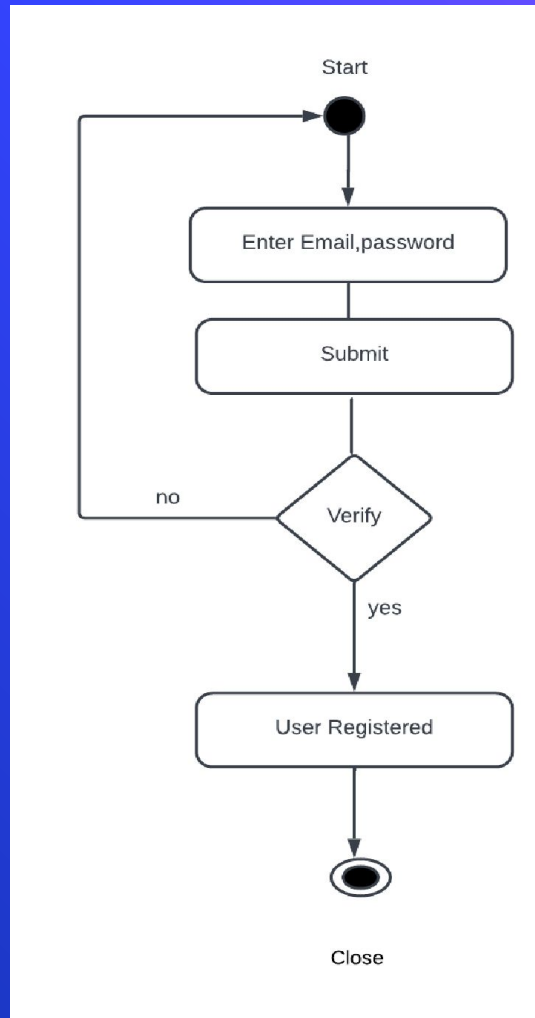 Start
Enter Email,password
Submit
Verify
no
yes
User Registered
Close